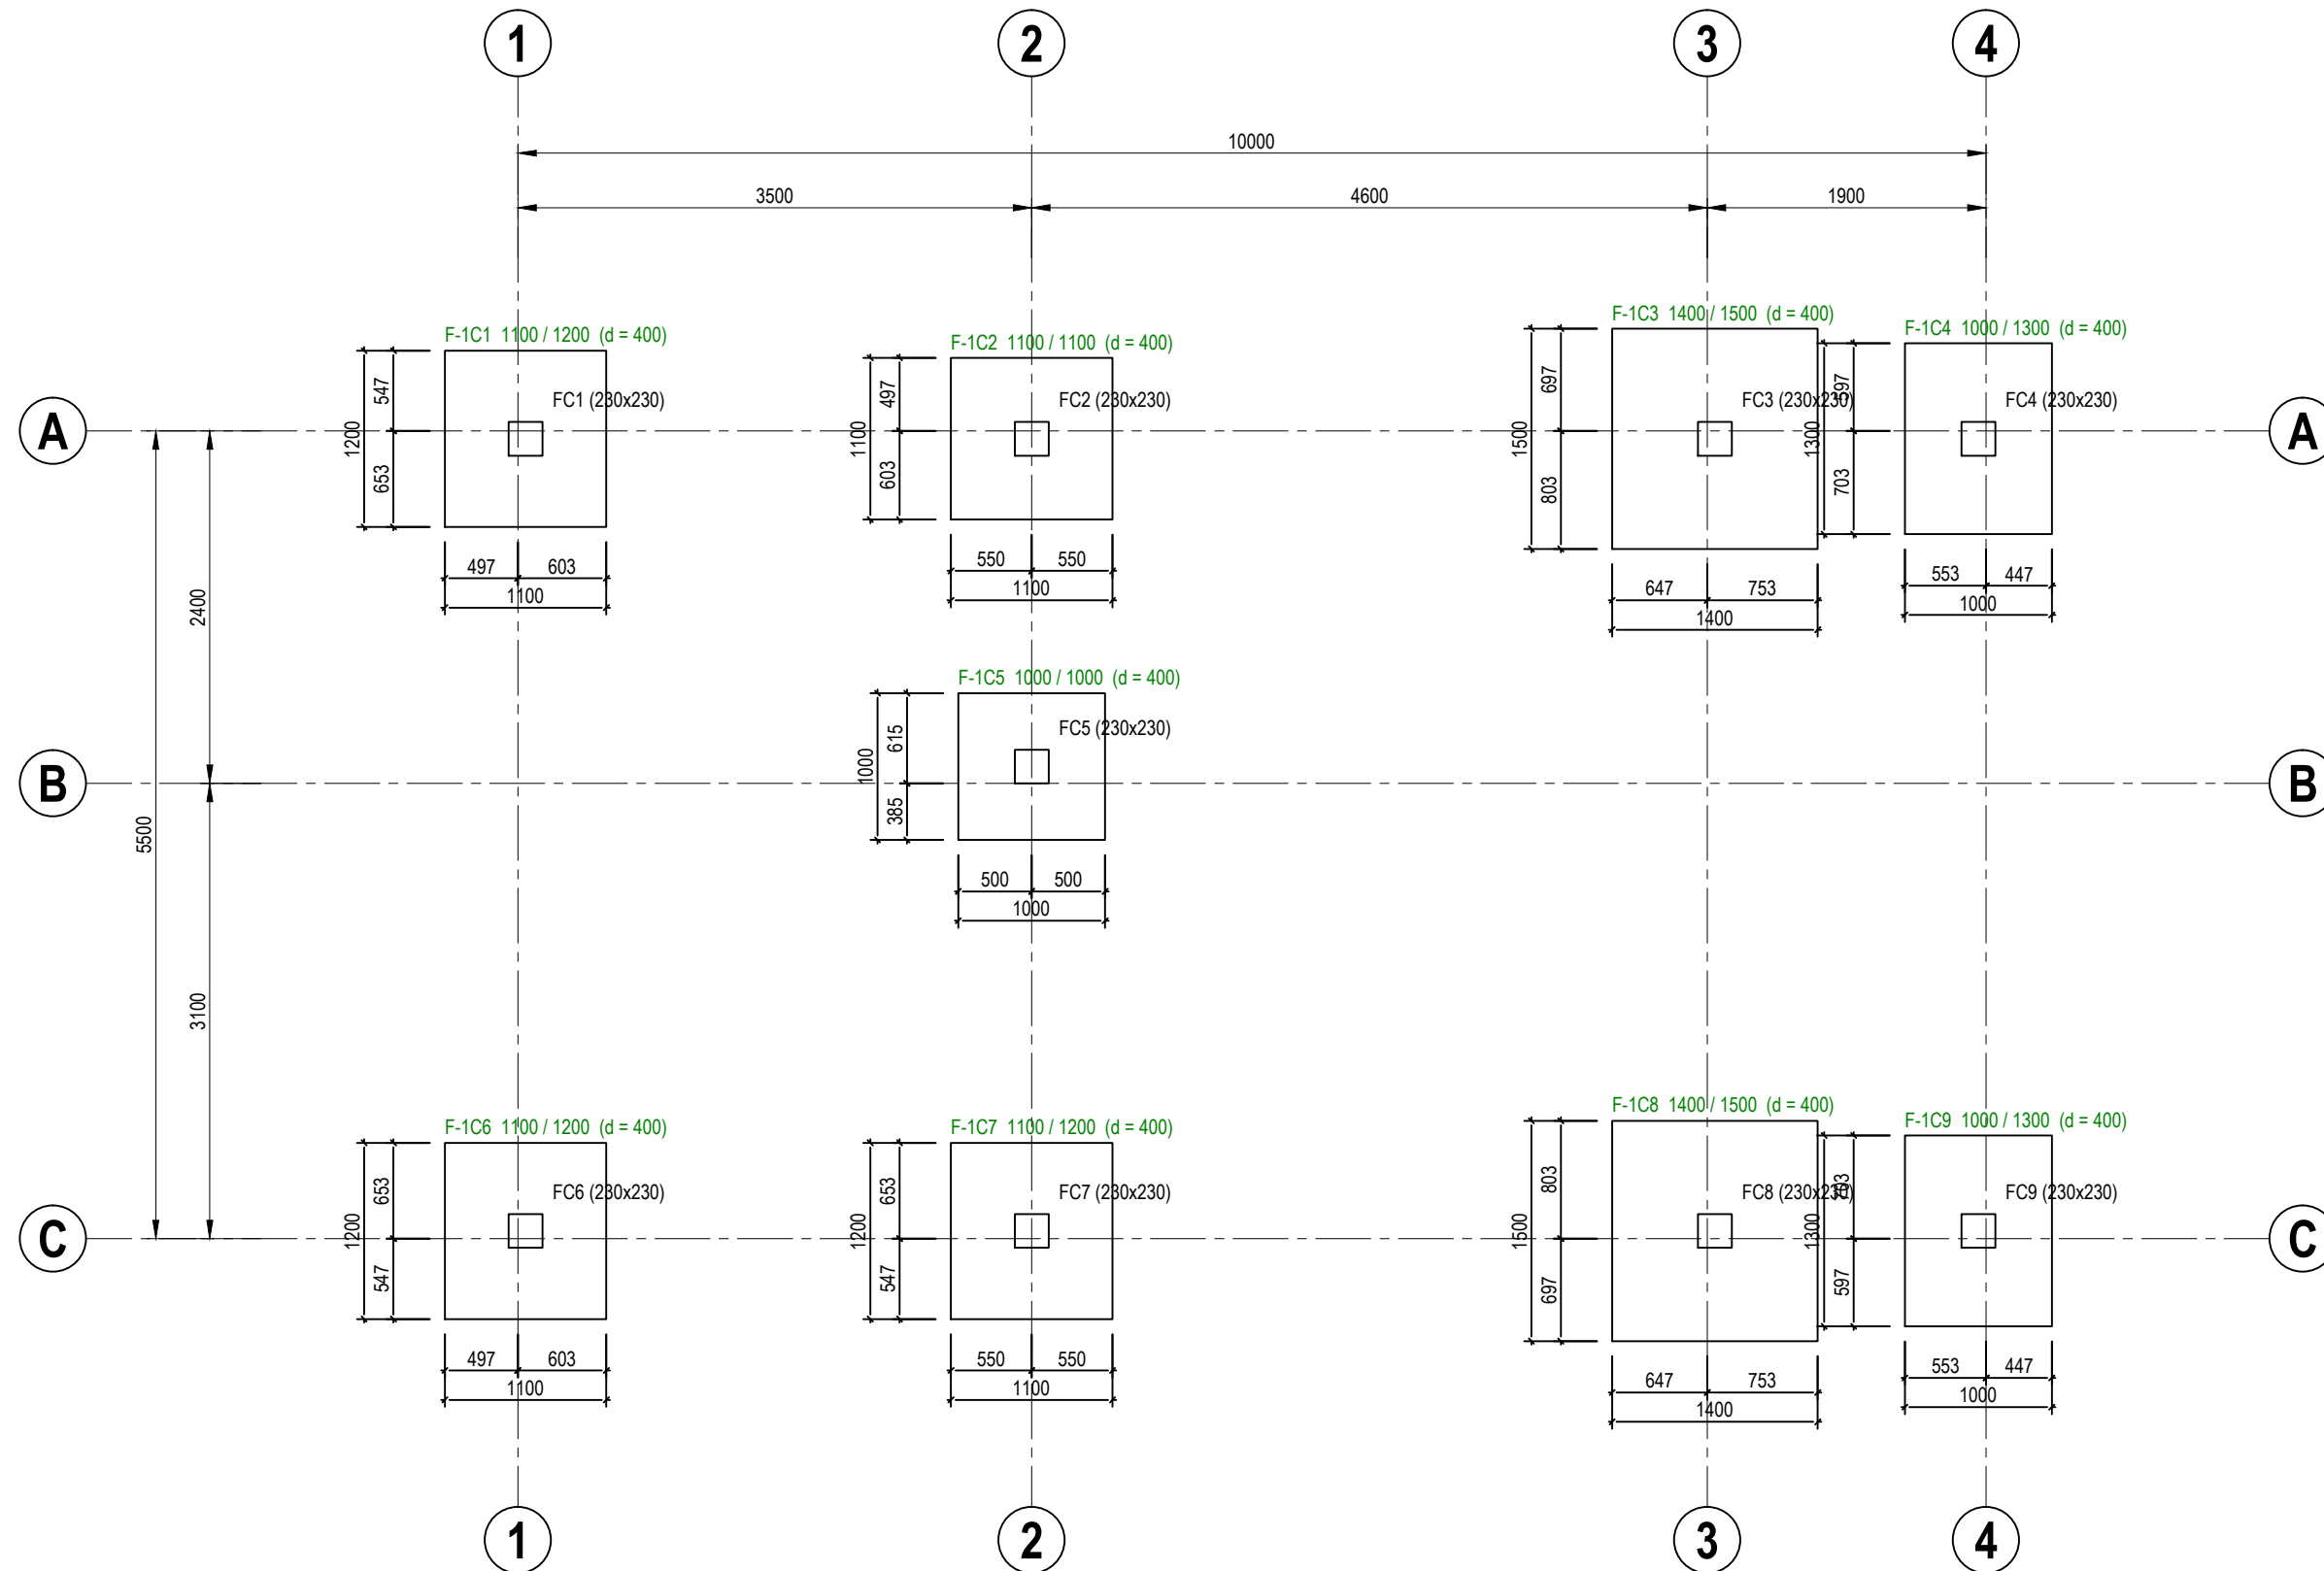 1 2 3 4
10000
3500 4600 1900
F-1C1 1100 / 1200 (d = 400)
F-1C2 1100 / 1100 (d = 400)
F-1C3 1400 / 1500 (d = 400)
F-1C4 1000 / 1300 (d = 400)
A A
FC1 (230x230)
1200
547
653
497 603
1100
FC2 (230x230)
1100
497
603
550 550
1100
FC3 (230x230)
1500
697
803
647 753
1400
FC4 (230x230)
1300
597
703
553 447
1000
2400
F-1C5 1000 / 1000 (d = 400)
FC5 (230x230)
1000
615
385
500 500
1000
B B
5500
3100
F-1C6 1100 / 1200 (d = 400)
F-1C7 1100 / 1200 (d = 400)
F-1C8 1400 / 1500 (d = 400)
F-1C9 1000 / 1300 (d = 400)
C C
FC6 (230x230)
1200
653
547
497 603
1100
FC7 (230x230)
1200
653
547
550 550
1100
FC8 (230x230)
1500
803
697
647 753
1400
FC9 (230x230)
1300
703
597
553 447
1000
1 2 3 4